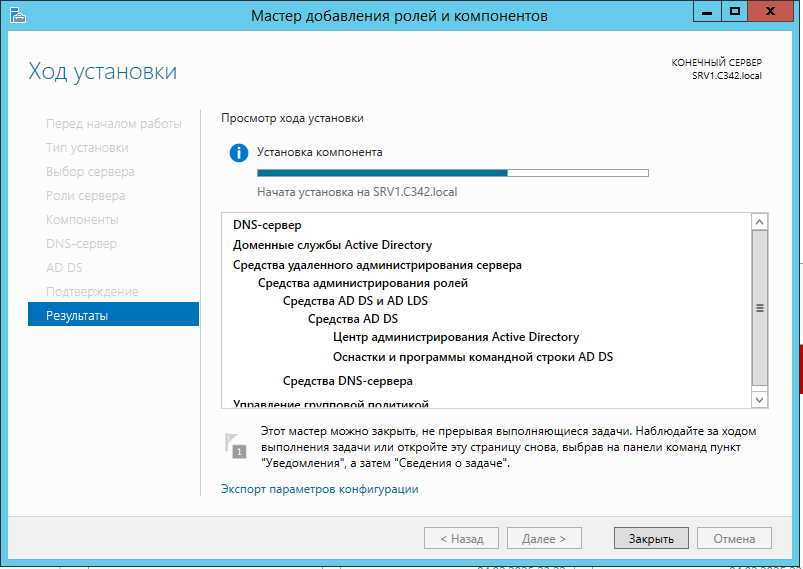 Мастер добавления ролей и компонентов
Ход установки
КОНЕЧНЫЙ СЕРВЕР
SRV1.C342.local
Перед началом работы
Тип установки
Выбор сервера
Роли сервера
Компоненты
DNS-сервер
AD DS
Подтверждение
Результаты
Просмотр хода установки
Установка компонента
Начата установка на SRV1.C342.local
DNS-сервер
Доменные службы Active Directory
Средства удаленного администрирования сервера
Средства администрирования ролей
Средства AD DS и AD LDS
Средства AD DS
Центр администрирования Active Directory
Оснастки и программы командной строки AD DS
Средства DNS-сервера
Управление групповой политикой
1
Этот мастер можно закрыть, не прерывая выполняющиеся задачи. Наблюдайте за ходом
выполнения задачи или откройте эту страницу снова, выбрав на панели команд пункт
"Уведомления", а затем "Сведения о задаче".
Экспорт параметров конфигурации
< Назад
Далее >
Закрыть
Отмена